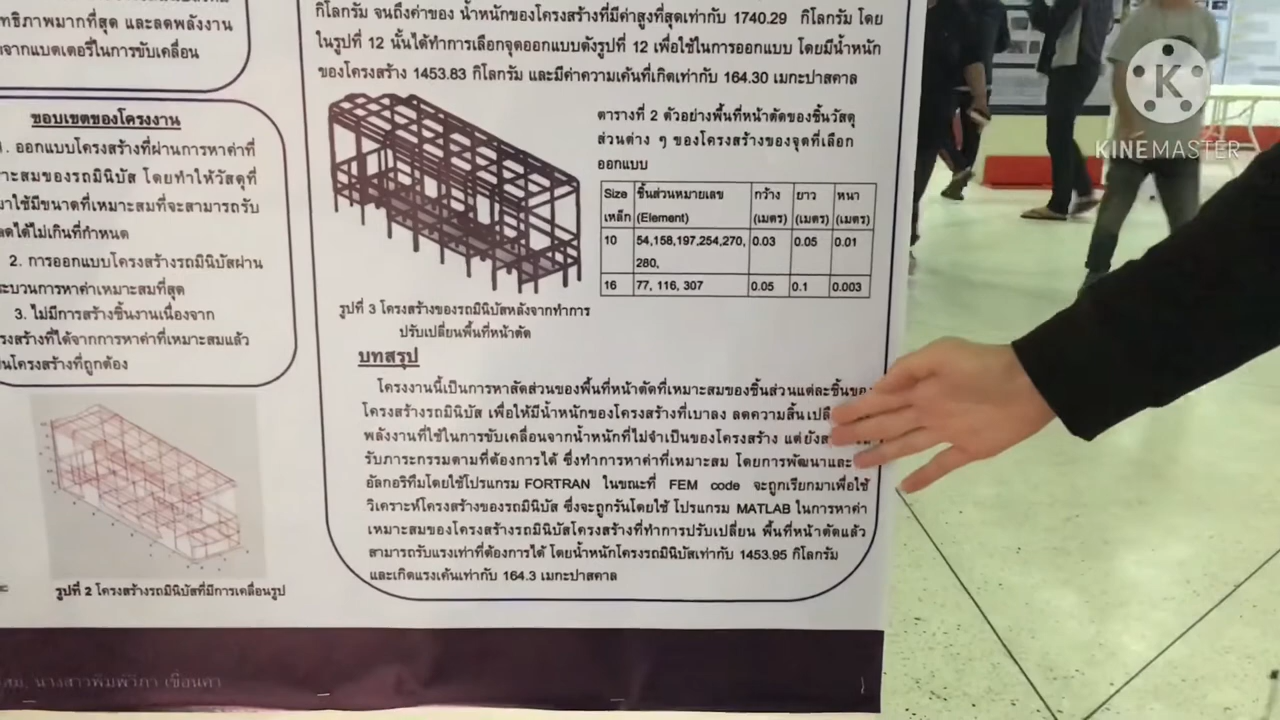 ทธิภาพมากที่สุด และลดพลังงาน
จากแบตเตอรี่ในการขับเคลื่อน
ขอบเขตของโครงงาน
1. ออกแบบโครงสร้างที่ผ่านการหาค่าที่
าะสมของรถมินิบัส โดยทำให้วัสดุที่
มาใช้มีขนาดที่เหมาะสมที่จะสามารถรับ
ลดได้ไม่เกินที่กำหนด
2. การออกแบบโครงสร้างรถมินิบัสผ่าน
ระบวนการหาค่าเหมาะสมที่สุด
3. ไม่มีการสร้างชิ้นงานเนื่องจาก
รงสร้างที่ได้จากการหาค่าที่เหมาะสมแล้ว
นโครงสร้างที่ถูกต้อง
รูปที่ 2 โครงสร้างรถมินิบัสที่มีการเคลื่อนรูป
กิโลกรัม จนถึงค่าของ น้ำหนักของโครงสร้างที่มีค่าสูงที่สุดเท่ากับ 1740.29 กิโลกรัม โดย
ในรูปที่ 12 นั้นได้ทำการเลือกจุดออกแบบดังรูปที่ 12 เพื่อใช้ในการออกแบบ โดยมีน้ำหนัก
ของโครงสร้าง 1453.83 กิโลกรัม และมีค่าความเค้นที่เกิดเท่ากับ 164.30 เมกะปาสคาล
ตารางที่ 2 ตัวอย่างพื้นที่หน้าตัดของชิ้นวัสดุ
ส่วนต่าง ๆ ของโครงสร้างของจุดที่เลือก
ออกแบบ
Size เหล็ก ชิ้นส่วนหมายเลข (Element) กว้าง (เมตร) ยาว (เมตร) หนา (เมตร)
10 54,158,197,254,270, 280, 0.03 0.05 0.01
16 77, 116, 307 0.05 0.1 0.003
รูปที่ 3 โครงสร้างของรถมินิบัสหลังจากทำการ
ปรับเปลี่ยนพื้นที่หน้าตัด
บทสรุป
โครงงานนี้เป็นการหาสัดส่วนของพื้นที่หน้าตัดที่เหมาะสมของชิ้นส่วนแต่ละชิ้นของ
โครงสร้างรถมินิบัส เพื่อให้มีน้ำหนักของโครงสร้างที่เบาลง ลดความสิ้นเปลือ
พลังงานที่ใช้ในการขับเคลื่อนจากน้ำหนักที่ไม่จำเป็นของโครงสร้าง แต่ยังส
รับภาระกรรมตามที่ต้องการได้ ซึ่งทำการหาค่าที่เหมาะสม โดยการพัฒนาและ
อัลกอริทึมโดยใช้โปรแกรม FORTRAN ในขณะที่ FEM code จะถูกเรียกมาเพื่อใช้
วิเคราะห์โครงสร้างของรถมินิบัส ซึ่งจะถูกรันโดยใช้ โปรแกรม MATLAB ในการหาค่า
เหมาะสมของโครงสร้างรถมินิบัสโครงสร้างที่ทำการปรับเปลี่ยน พื้นที่หน้าตัดแล้ว
สามารถรับแรงเท่าที่ต้องการได้ โดยน้ำหนักโครงรถมินิบัสเท่ากับ 1453.95 กิโลกรัม
และเกิดแรงเค้นเท่ากับ 164.3 เมกะปาสคาล
สม, นางสาวพิมพ์วิภา เขื่อนคา
K
KINEMASTER